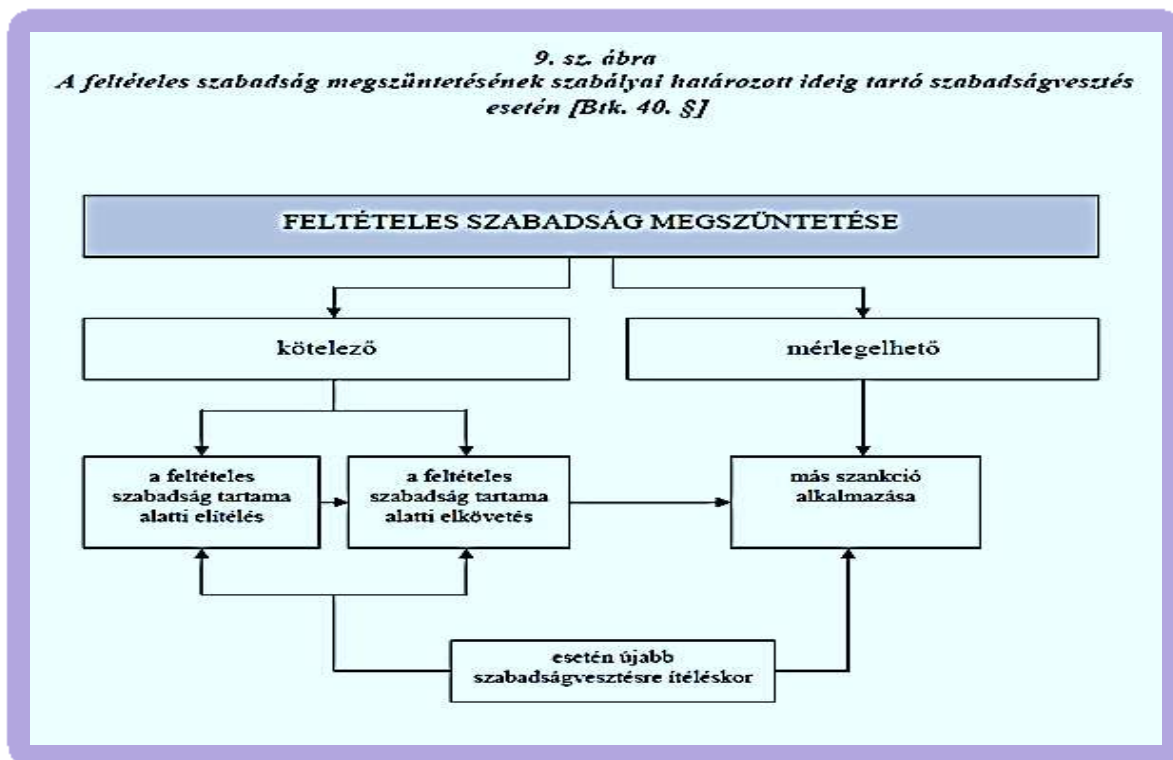 9. sz. ábra
A feltételes szabadság megszüntetésének szabályai határozott ideig tartó szabadságvesztés
esetén [Btk. 40. §]
FELTÉTELES SZABADSÁG MEGSZÜNTETÉSE
kötelező
mérlegelhető
a feltételes
szabadság tartama
alatti elítélés
a feltételes
szabadság tartama
alatti elkövetés
más szankció
alkalmazása
esetén újabb
szabadságvesztésre ítéléskor